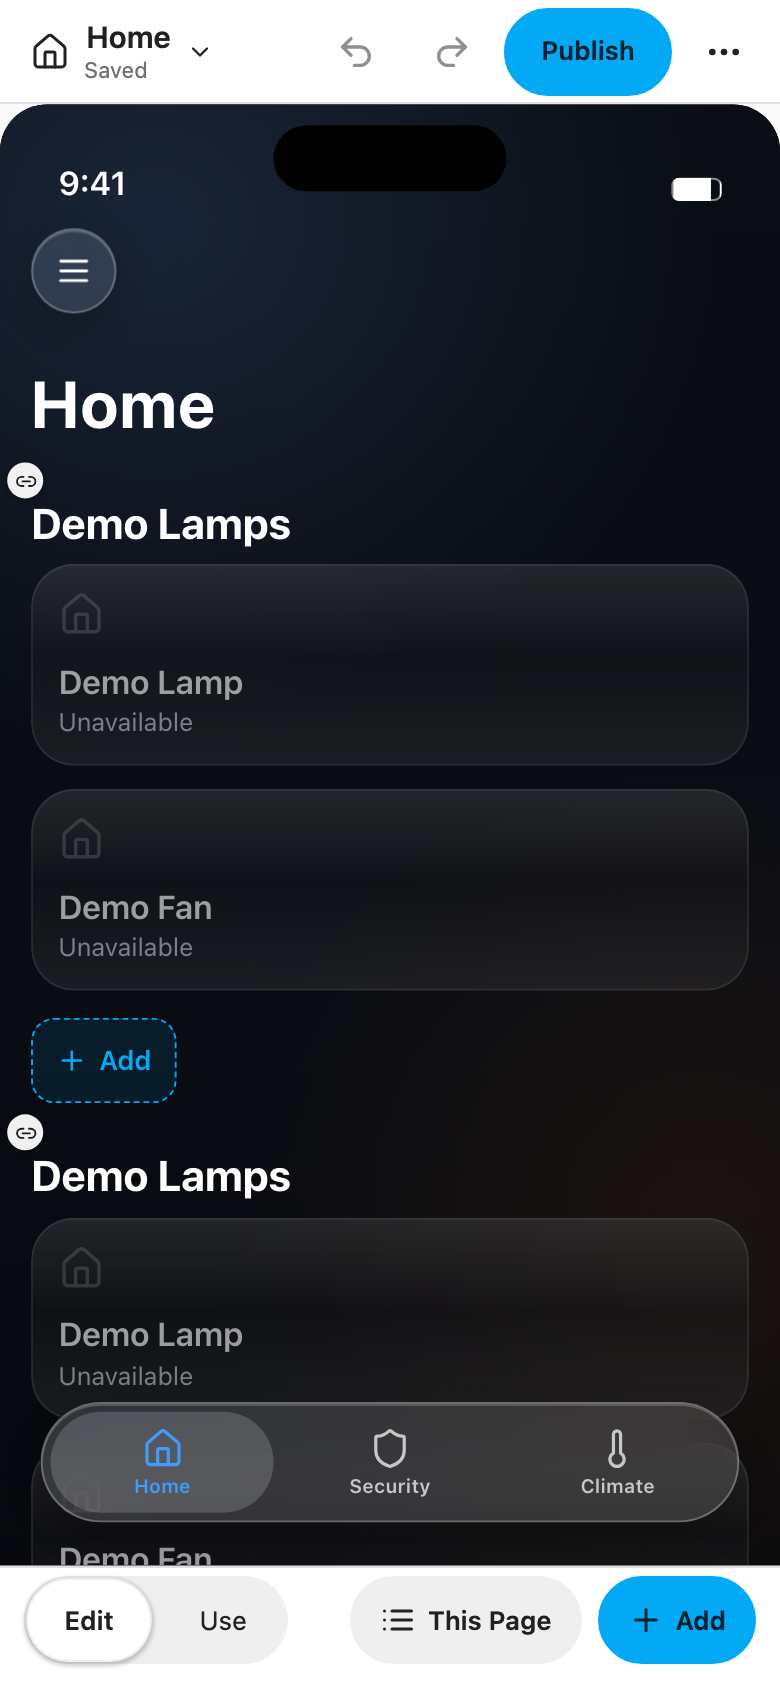 Home
Saved
Publish
9:41
Home
Demo Lamps
Demo Lamp
Unavailable
Demo Fan
Unavailable
Add
Demo Lamps
Demo Lamp
Unavailable
Home
Security
Climate
Demo Fan
Edit
Use
This Page
Add